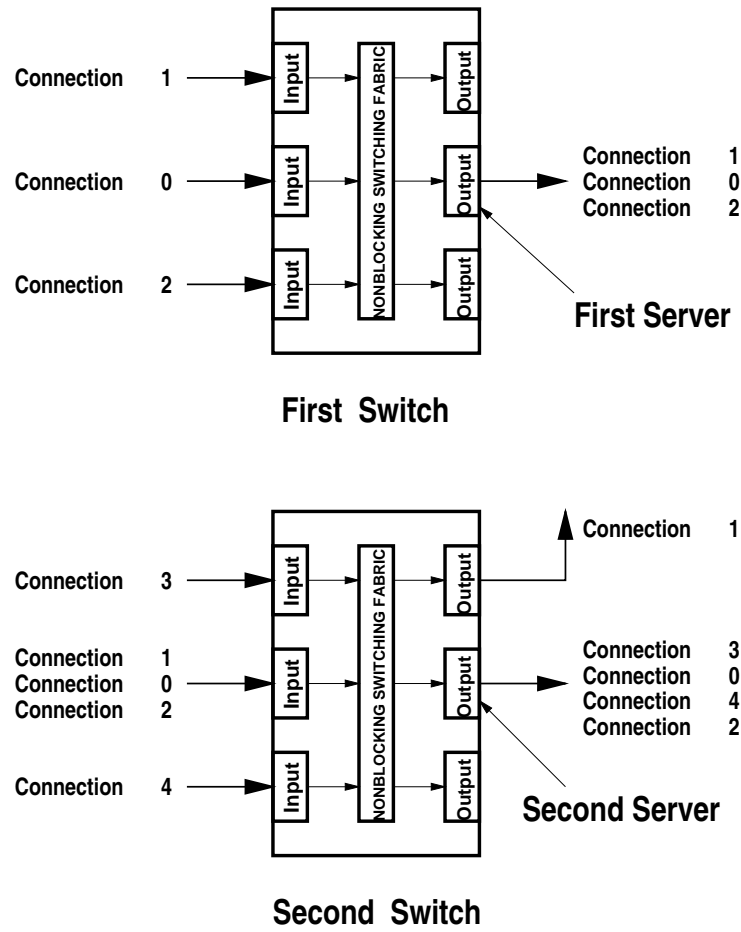 Connection 1
Input
Output
Connection 0
Input
NONBLOCKING SWITCHING FABRIC
Output
Connection 1
Connection 0
Connection 2
Connection 2
Input
Output
First Server
First Switch
Connection 1
Connection 3
Input
Output
Connection 1
Connection 0
Connection 2
Input
NONBLOCKING SWITCHING FABRIC
Output
Connection 3
Connection 0
Connection 4
Connection 2
Connection 4
Input
Output
Second Server
Second Switch